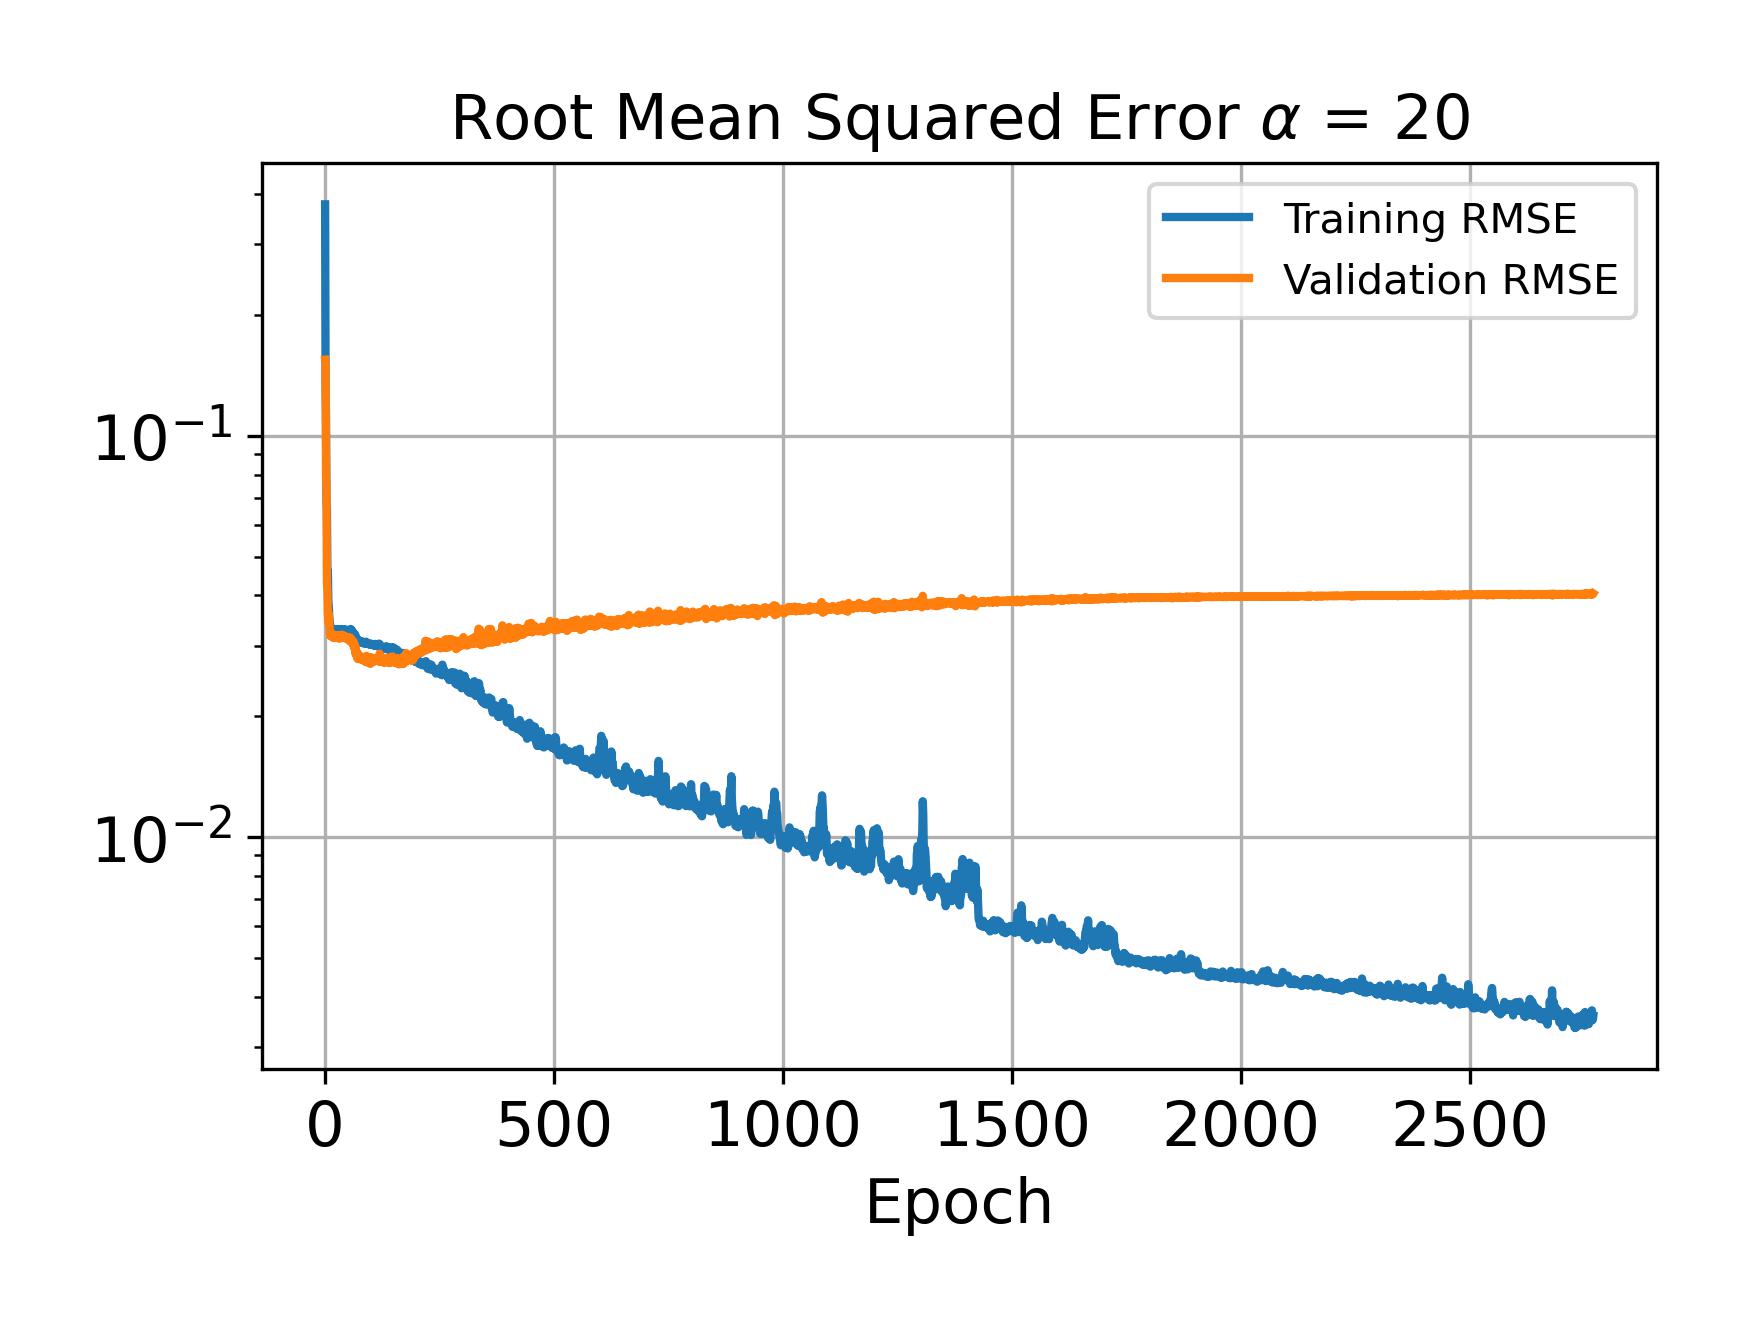 Root Mean Squared Error α = 20
Training RMSE
Validation RMSE
10⁻¹
10⁻²
0 500 1000 1500 2000 2500
Epoch